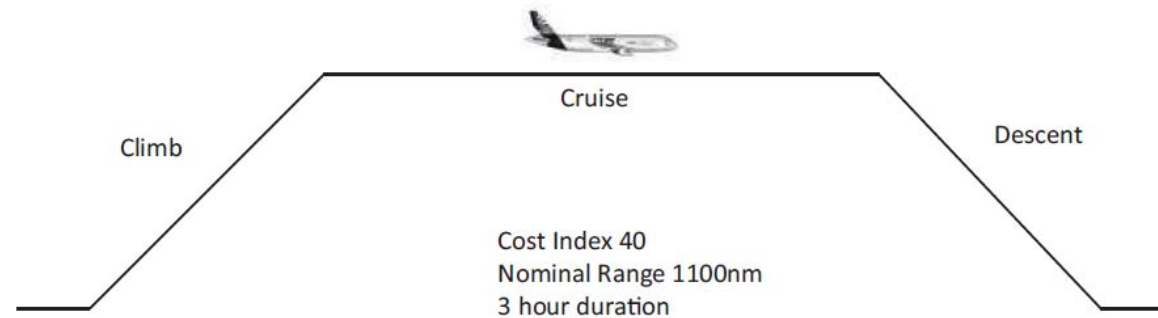 Cruise
Climb
Descent
Cost Index 40
Nominal Range 1100nm
3 hour duration